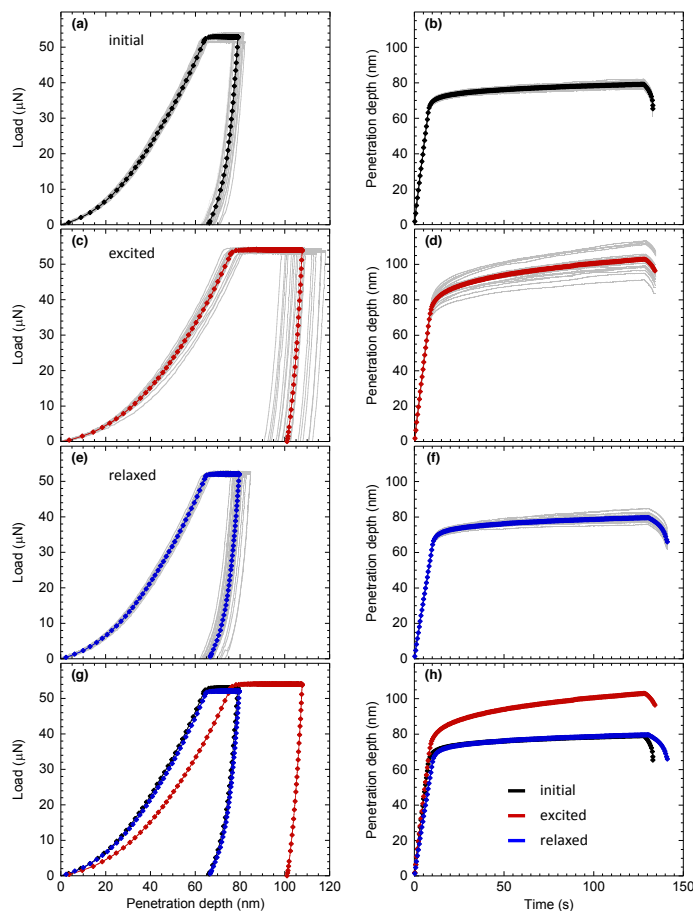 (a)
initial
Load (μN)
50
40
30
20
10
0
(b)
Penetration depth (nm)
100
80
60
40
20
0
(c)
excited
Load (μN)
50
40
30
20
10
0
(d)
Penetration depth (nm)
100
80
60
40
20
0
(e)
relaxed
Load (μN)
50
40
30
20
10
0
(f)
Penetration depth (nm)
100
80
60
40
20
0
(g)
Load (μN)
50
40
30
20
10
0
0 20 40 60 80 100 120
Penetration depth (nm)
(h)
Penetration depth (nm)
100
80
60
40
20
0
initial
excited
relaxed
0 50 100 150
Time (s)